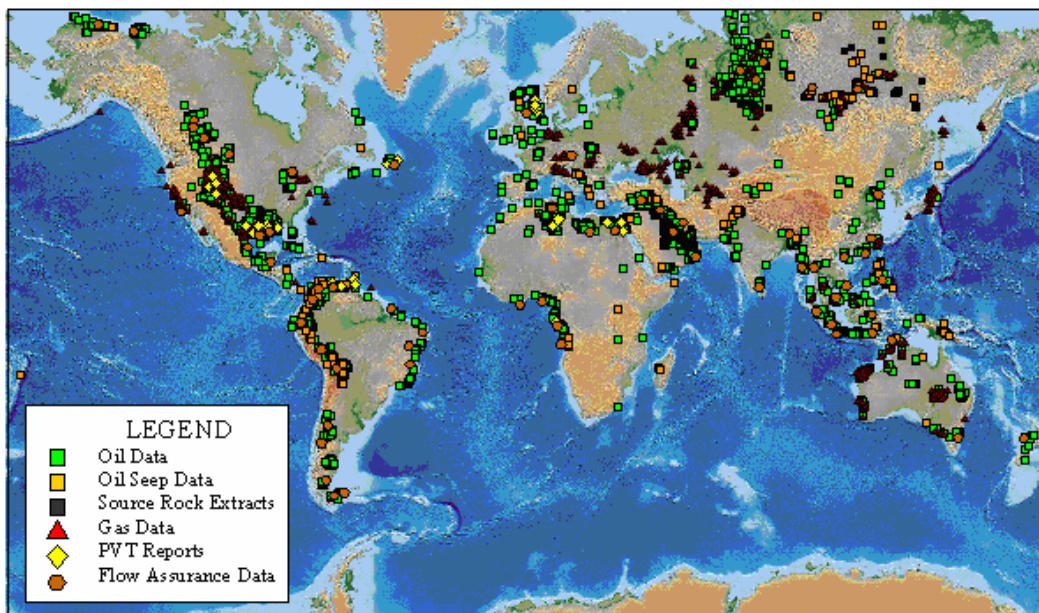 LEGEND
Oil Data
Oil Seep Data
Source Rock Extracts
Gas Data
PVT Reports
Flow Assurance Data